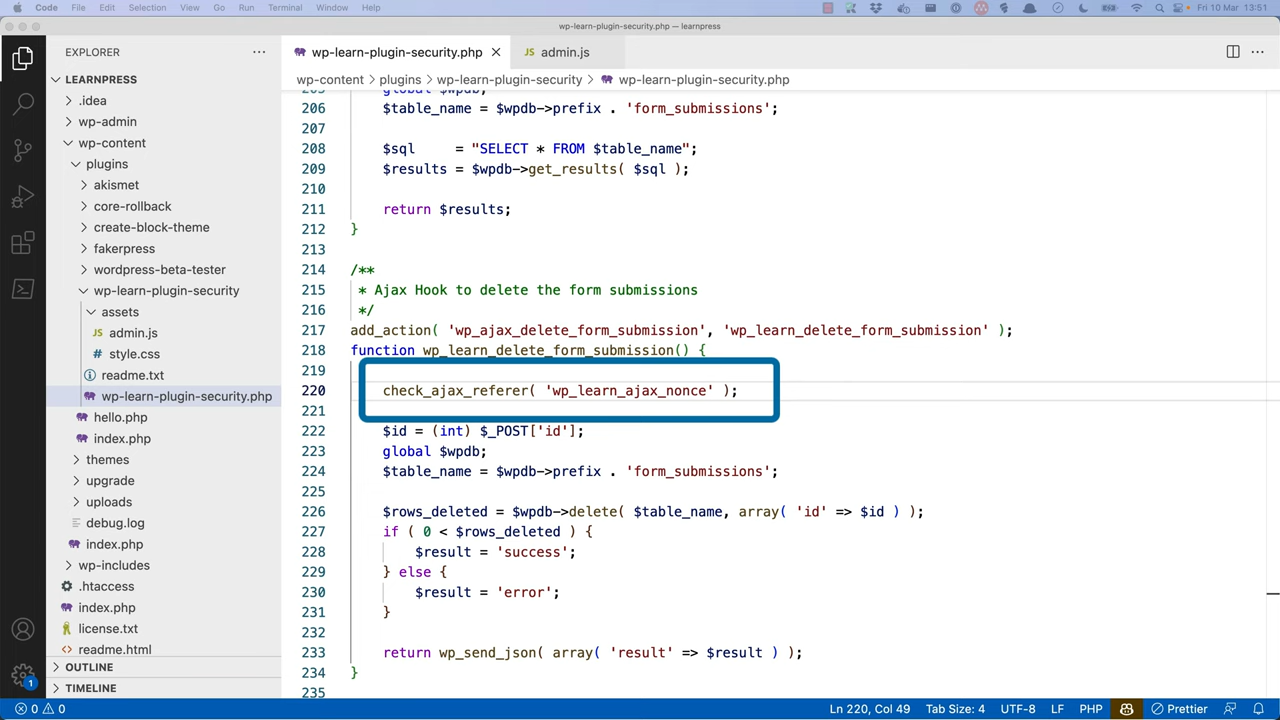 Code File Edit Selection View Go Run Terminal Window Help Fri 10 Mar 13:51
wp-learn-plugin-security.php — learnpress
EXPLORER
LEARNPRESS
.idea
wp-admin
wp-content
plugins
akismet
core-rollback
create-block-theme
fakerpress
wordpress-beta-tester
wp-learn-plugin-security
assets
JS admin.js
# style.css
readme.txt
wp-learn-plugin-security.php
hello.php
index.php
themes
upgrade
uploads
debug.log
index.php
wp-includes
.htaccess
index.php
license.txt
readme.html
OUTLINE
TIMELINE
wp-learn-plugin-security.php
JS admin.js
wp-content > plugins > wp-learn-plugin-security > wp-learn-plugin-security.php
205 global $wpdb;
206 $table_name = $wpdb->prefix . 'form_submissions';
207
208 $sql = "SELECT * FROM $table_name";
209 $results = $wpdb->get_results( $sql );
210
211 return $results;
212 }
213
214 /**
215 * Ajax Hook to delete the form submissions
216 */
217 add_action( 'wp_ajax_delete_form_submission', 'wp_learn_delete_form_submission' );
218 function wp_learn_delete_form_submission() {
219
220 check_ajax_referer( 'wp_learn_ajax_nonce' );
221
222 $id = (int) $_POST['id'];
223 global $wpdb;
224 $table_name = $wpdb->prefix . 'form_submissions';
225
226 $rows_deleted = $wpdb->delete( $table_name, array( 'id' => $id ) );
227 if ( 0 < $rows_deleted ) {
228 $result = 'success';
229 } else {
230 $result = 'error';
231 }
232
233 return wp_send_json( array( 'result' => $result ) );
234 }
235
1
0 0 Ln 220, Col 49 Tab Size: 4 UTF-8 LF PHP Prettier